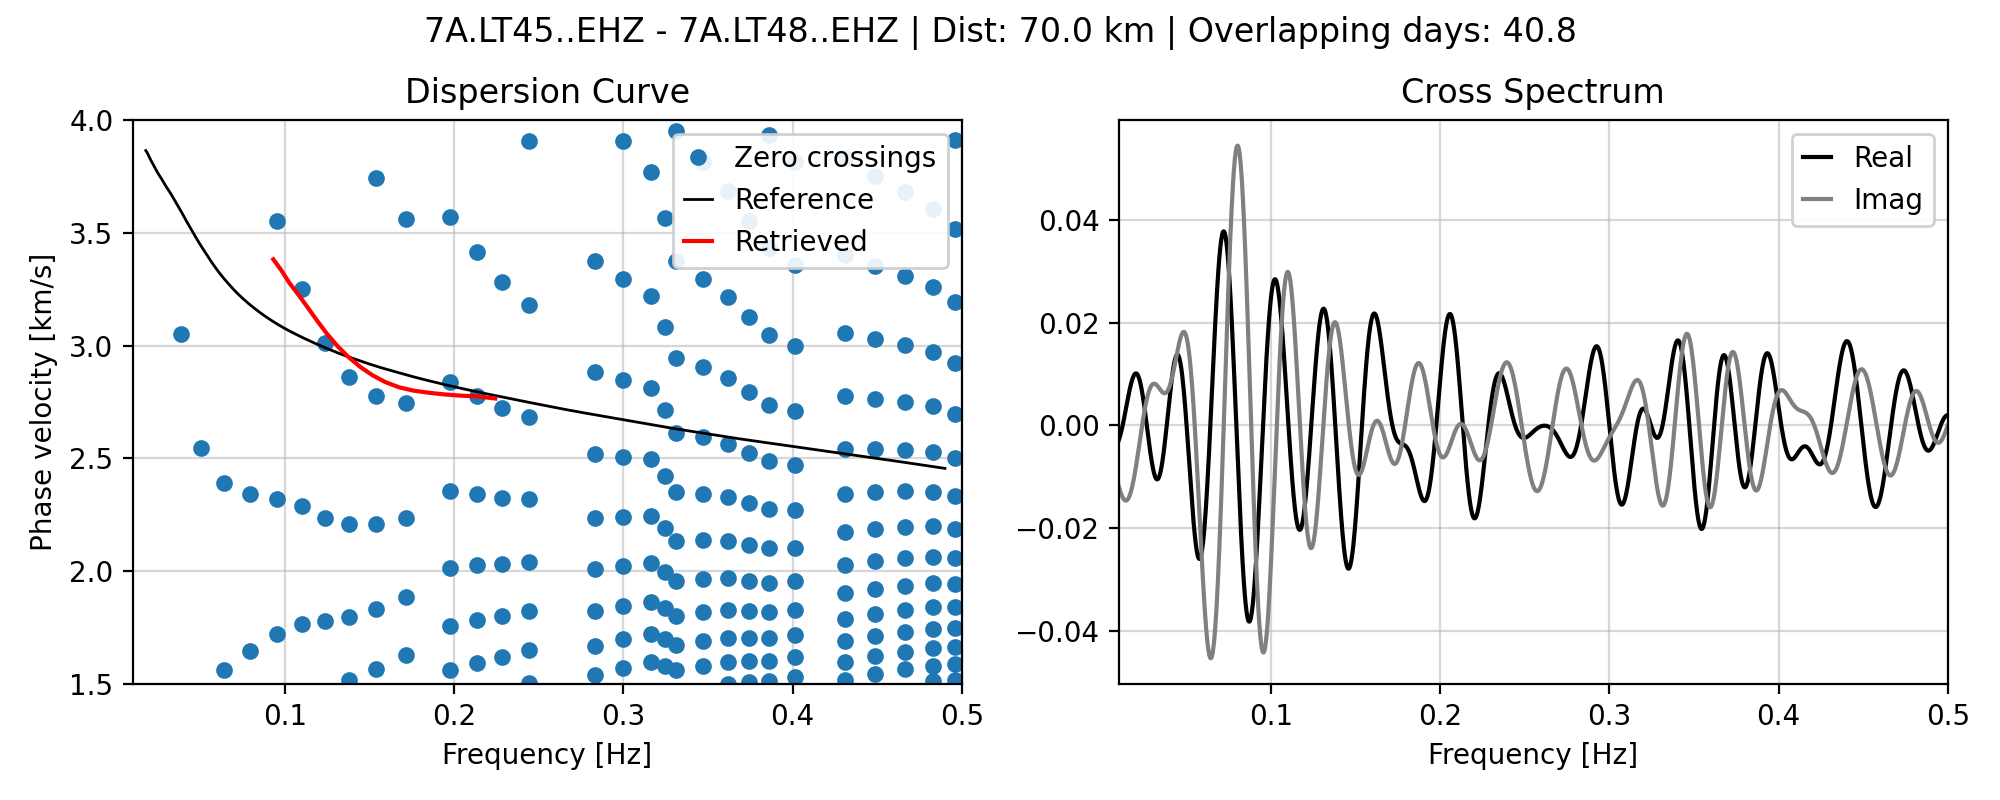 7A.LT45..EHZ - 7A.LT48..EHZ | Dist: 70.0 km | Overlapping days: 40.8
Dispersion Curve
4.0
3.5
3.0
2.5
2.0
1.5
Phase velocity [km/s]
0.1
0.2
0.3
0.4
0.5
Frequency [Hz]
Zero crossings
Reference
Retrieved
Cross Spectrum
0.04
0.02
0.00
−0.02
−0.04
0.1
0.2
0.3
0.4
0.5
Frequency [Hz]
Real
Imag